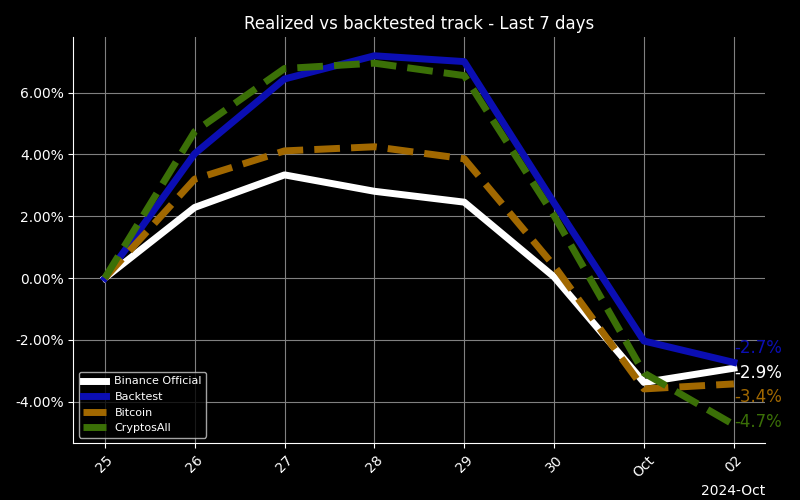 Realized vs backtested track - Last 7 days
6.00%
4.00%
2.00%
0.00%
-2.00%
-4.00%
-2.7%
-2.9%
-3.4%
-4.7%
Binance Official
Backtest
Bitcoin
CryptosAll
25
26
27
28
29
30
Oct
02
2024-Oct